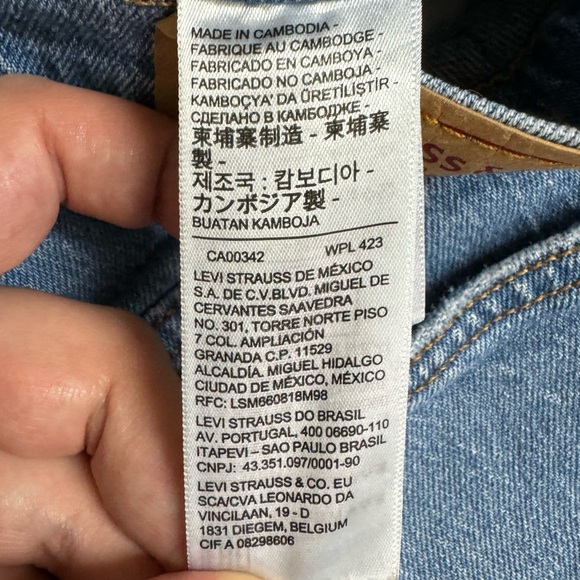 MADE IN CAMBODIA -
FABRIQUE AU CAMBODGE -
FABRICADO EN CAMBOYA -
FABRICADO NO CAMBOJA -
KAMBOÇYA' DA ÜRETİLİŞTİR -
СДЕЛАНО В КАМБОДЖЕ -
柬埔寨制造 - 柬埔寨
製 -
제조국 : 캄보디아 -
カンボジア製 -
BUATAN KAMBOJA
CA00342 WPL 423
LEVI STRAUSS DE MÉXICO
S.A. DE C.V.BLVD. MIGUEL DE
CERVANTES SAAVEDRA
NO. 301, TORRE NORTE PISO
7 COL. AMPLIACIÓN
GRANADA C.P. 11529
ALCALDÍA. MIGUEL HIDALGO
CIUDAD DE MÉXICO, MÉXICO
RFC: LSM660818M98
LEVI STRAUSS DO BRASIL
AV. PORTUGAL, 400 06690-110
ITAPEVI – SAO PAULO BRASIL
CNPJ: 43.351.097/0001-90
LEVI STRAUSS & CO. EU
SCA/CVA LEONARDO DA
VINCILAAN, 19 - D
1831 DIEGEM, BELGIUM
CIF A 08298606